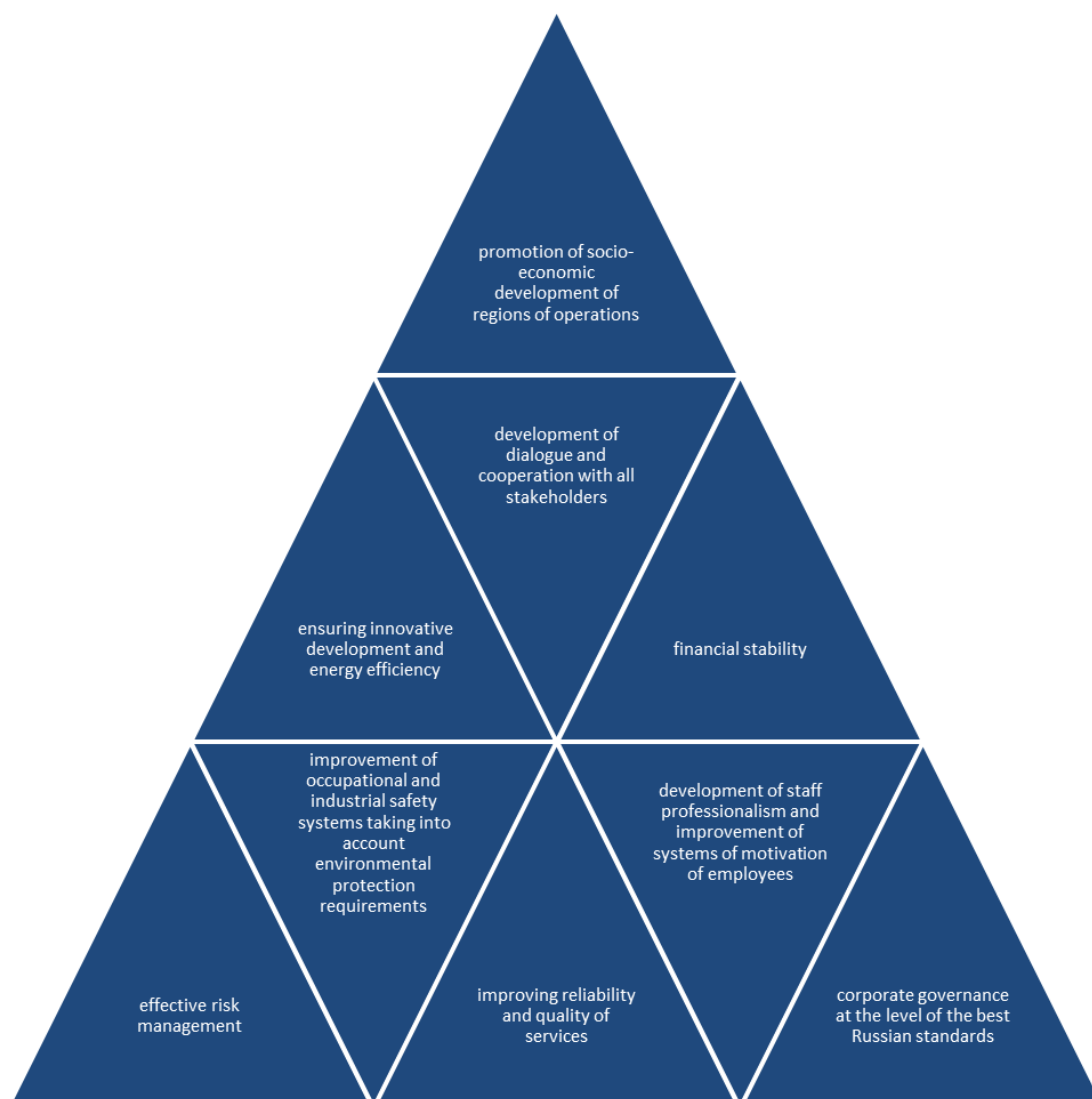 promotion of socio-
economic
development of
regions of operations
development of
dialogue and
cooperation with all
stakeholders
ensuring innovative
development and
energy efficiency
financial stability
improvement of
occupational and
industrial safety
systems taking into
account
environmental
protection
requirements
development of staff
professionalism and
improvement of
systems of motivation
of employees
effective risk
management
improving reliability
and quality of
services
corporate governance
at the level of the best
Russian standards